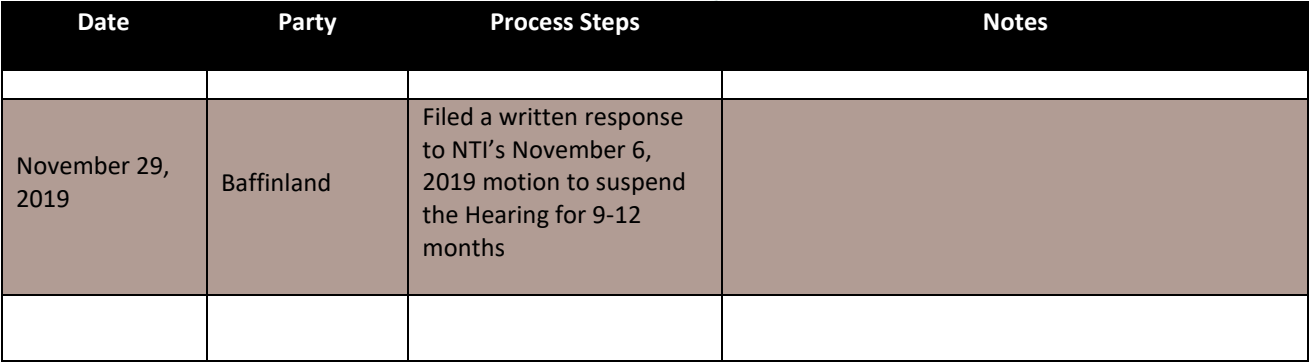 Date Party Process Steps Notes
November 29,
2019
Baffinland
Filed a written response
to NTI’s November 6,
2019 motion to suspend
the Hearing for 9-12
months